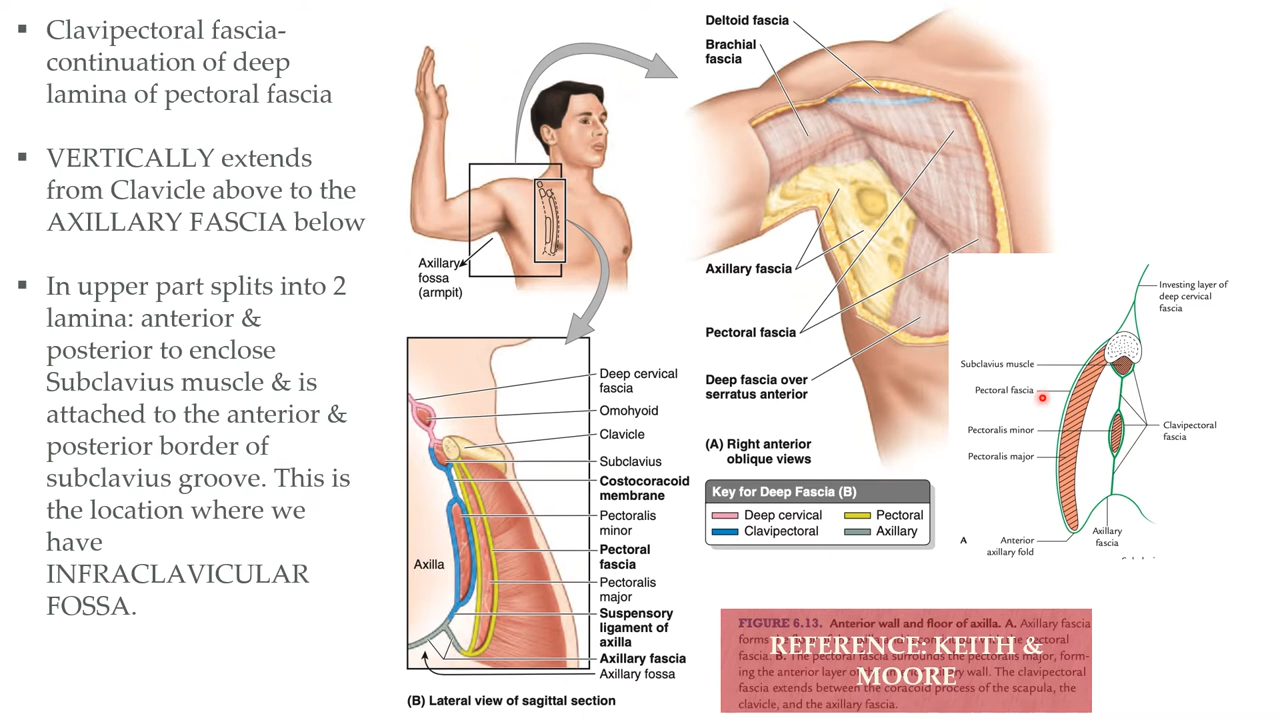 ▪ Clavipectoral fascia-
continuation of deep
lamina of pectoral fascia
▪ VERTICALLY extends
from Clavicle above to the
AXILLARY FASCIA below
▪ In upper part splits into 2
lamina: anterior &
posterior to enclose
Subclavius muscle & is
attached to the anterior &
posterior border of
subclavius groove. This is
the location where we
have
INFRACLAVICULAR
FOSSA.
Axillary
fossa
(armpit)
Deltoid fascia
Brachial
fascia
Axillary fascia
Pectoral fascia
Deep fascia over
serratus anterior
(A) Right anterior
oblique views
Key for Deep Fascia (B)
Deep cervical
Pectoral
Clavipectoral
Axillary
Deep cervical
fascia
Omohyoid
Clavicle
Subclavius
Costocoracoid
membrane
Pectoralis
minor
Pectoral
fascia
Pectoralis
major
Suspensory
ligament of
axilla
Axillary fascia
Axillary fossa
Axilla
(B) Lateral view of sagittal section
Investing layer of
deep cervical
fascia
Subclavius muscle
Pectoral fascia
Pectoralis minor
Clavipectoral
fascia
Pectoralis major
Axillary
fascia
A
Anterior
axillary fold
FIGURE 6.13. Anterior wall and floor of axilla. A. Axillary fascia
forms the floor of the
fascia. B. The pectoral fascia surrounds the pectoralis major, form-
ing the anterior layer of wall. The clavipectoral
fascia extends between the coracoid process of the scapula, the
clavicle, and the axillary fascia.
REFERENCE: KEITH &
MOORE